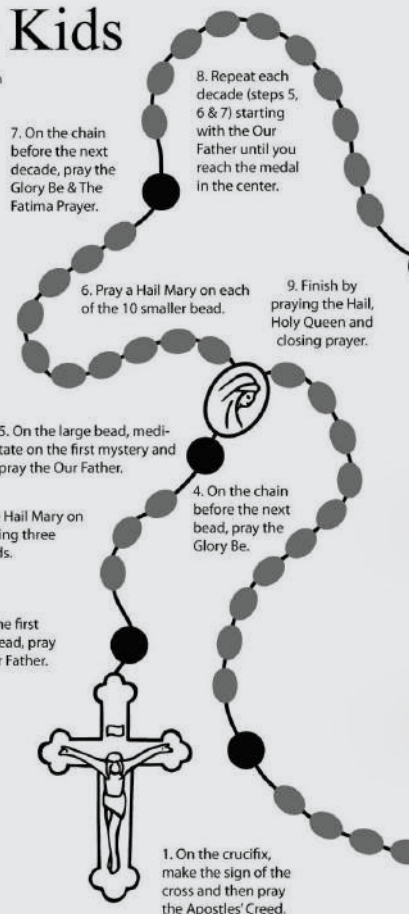 Kids
8. Repeat each
decade (steps 5,
6 & 7) starting
with the Our
Father until you
reach the medal
in the center.
7. On the chain
before the next
decade, pray the
Glory Be & The
Fatima Prayer.
6. Pray a Hail Mary on each
of the 10 smaller bead.
9. Finish by
praying the Hail,
Holy Queen and
closing prayer.
5. On the large bead, medi-
tate on the first mystery and
pray the Our Father.
4. On the chain
before the next
bead, pray the
Glory Be.
Hail Mary on
ing three
ds.
he first
ead, pray
r Father.
1. On the crucifix,
make the sign of the
cross and then pray
the Apostles' Creed.